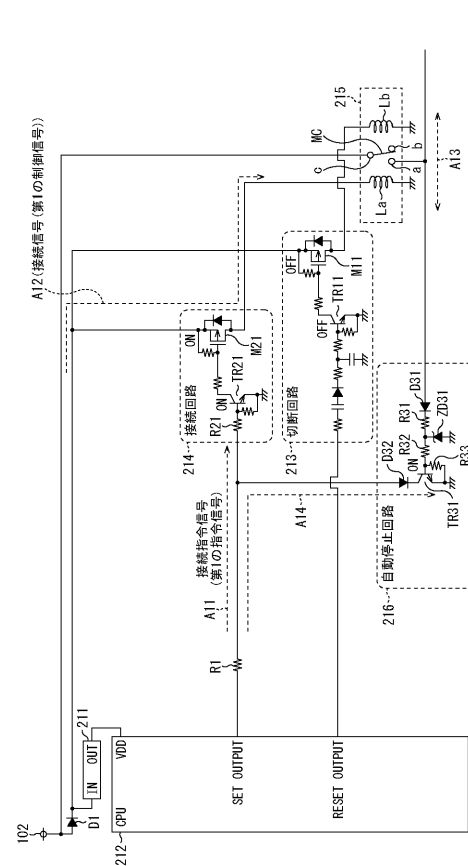 102
D1
211
IN OUT
VDD
CPU
212
SET OUTPUT
RESET OUTPUT
R1
A11
接続指令信号
(第1の指令信号)
A12(接続信号(第1の制御信号))
A14
214
接続回路
R21
ON
TR21
ON
M21
213
切断回路
OFF
TR11
OFF
M11
215
MC
c
a
b
La
Lb
A13
216
自動停止回路
D32
ON
TR31
R33
R32
R31
ZD31
D31